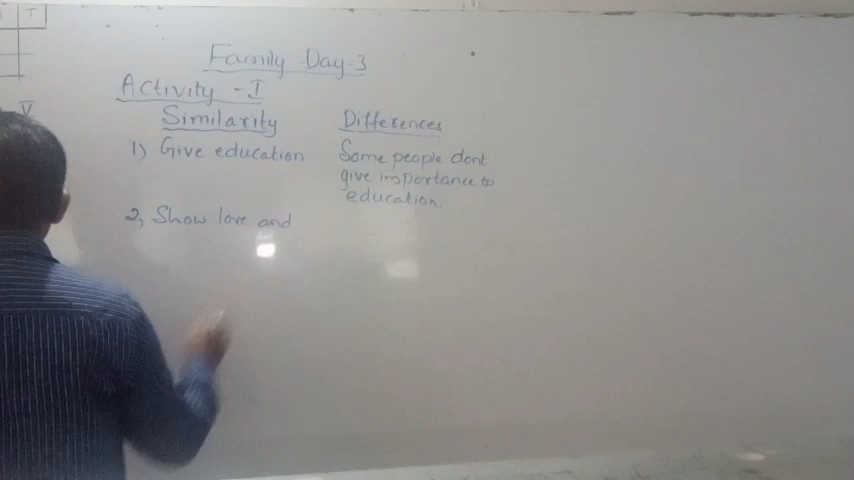 T
V
Family Day-3
Activity - I
Similarity Differences
1) Give education Some people dont
give importance to
education.
2, Show love and